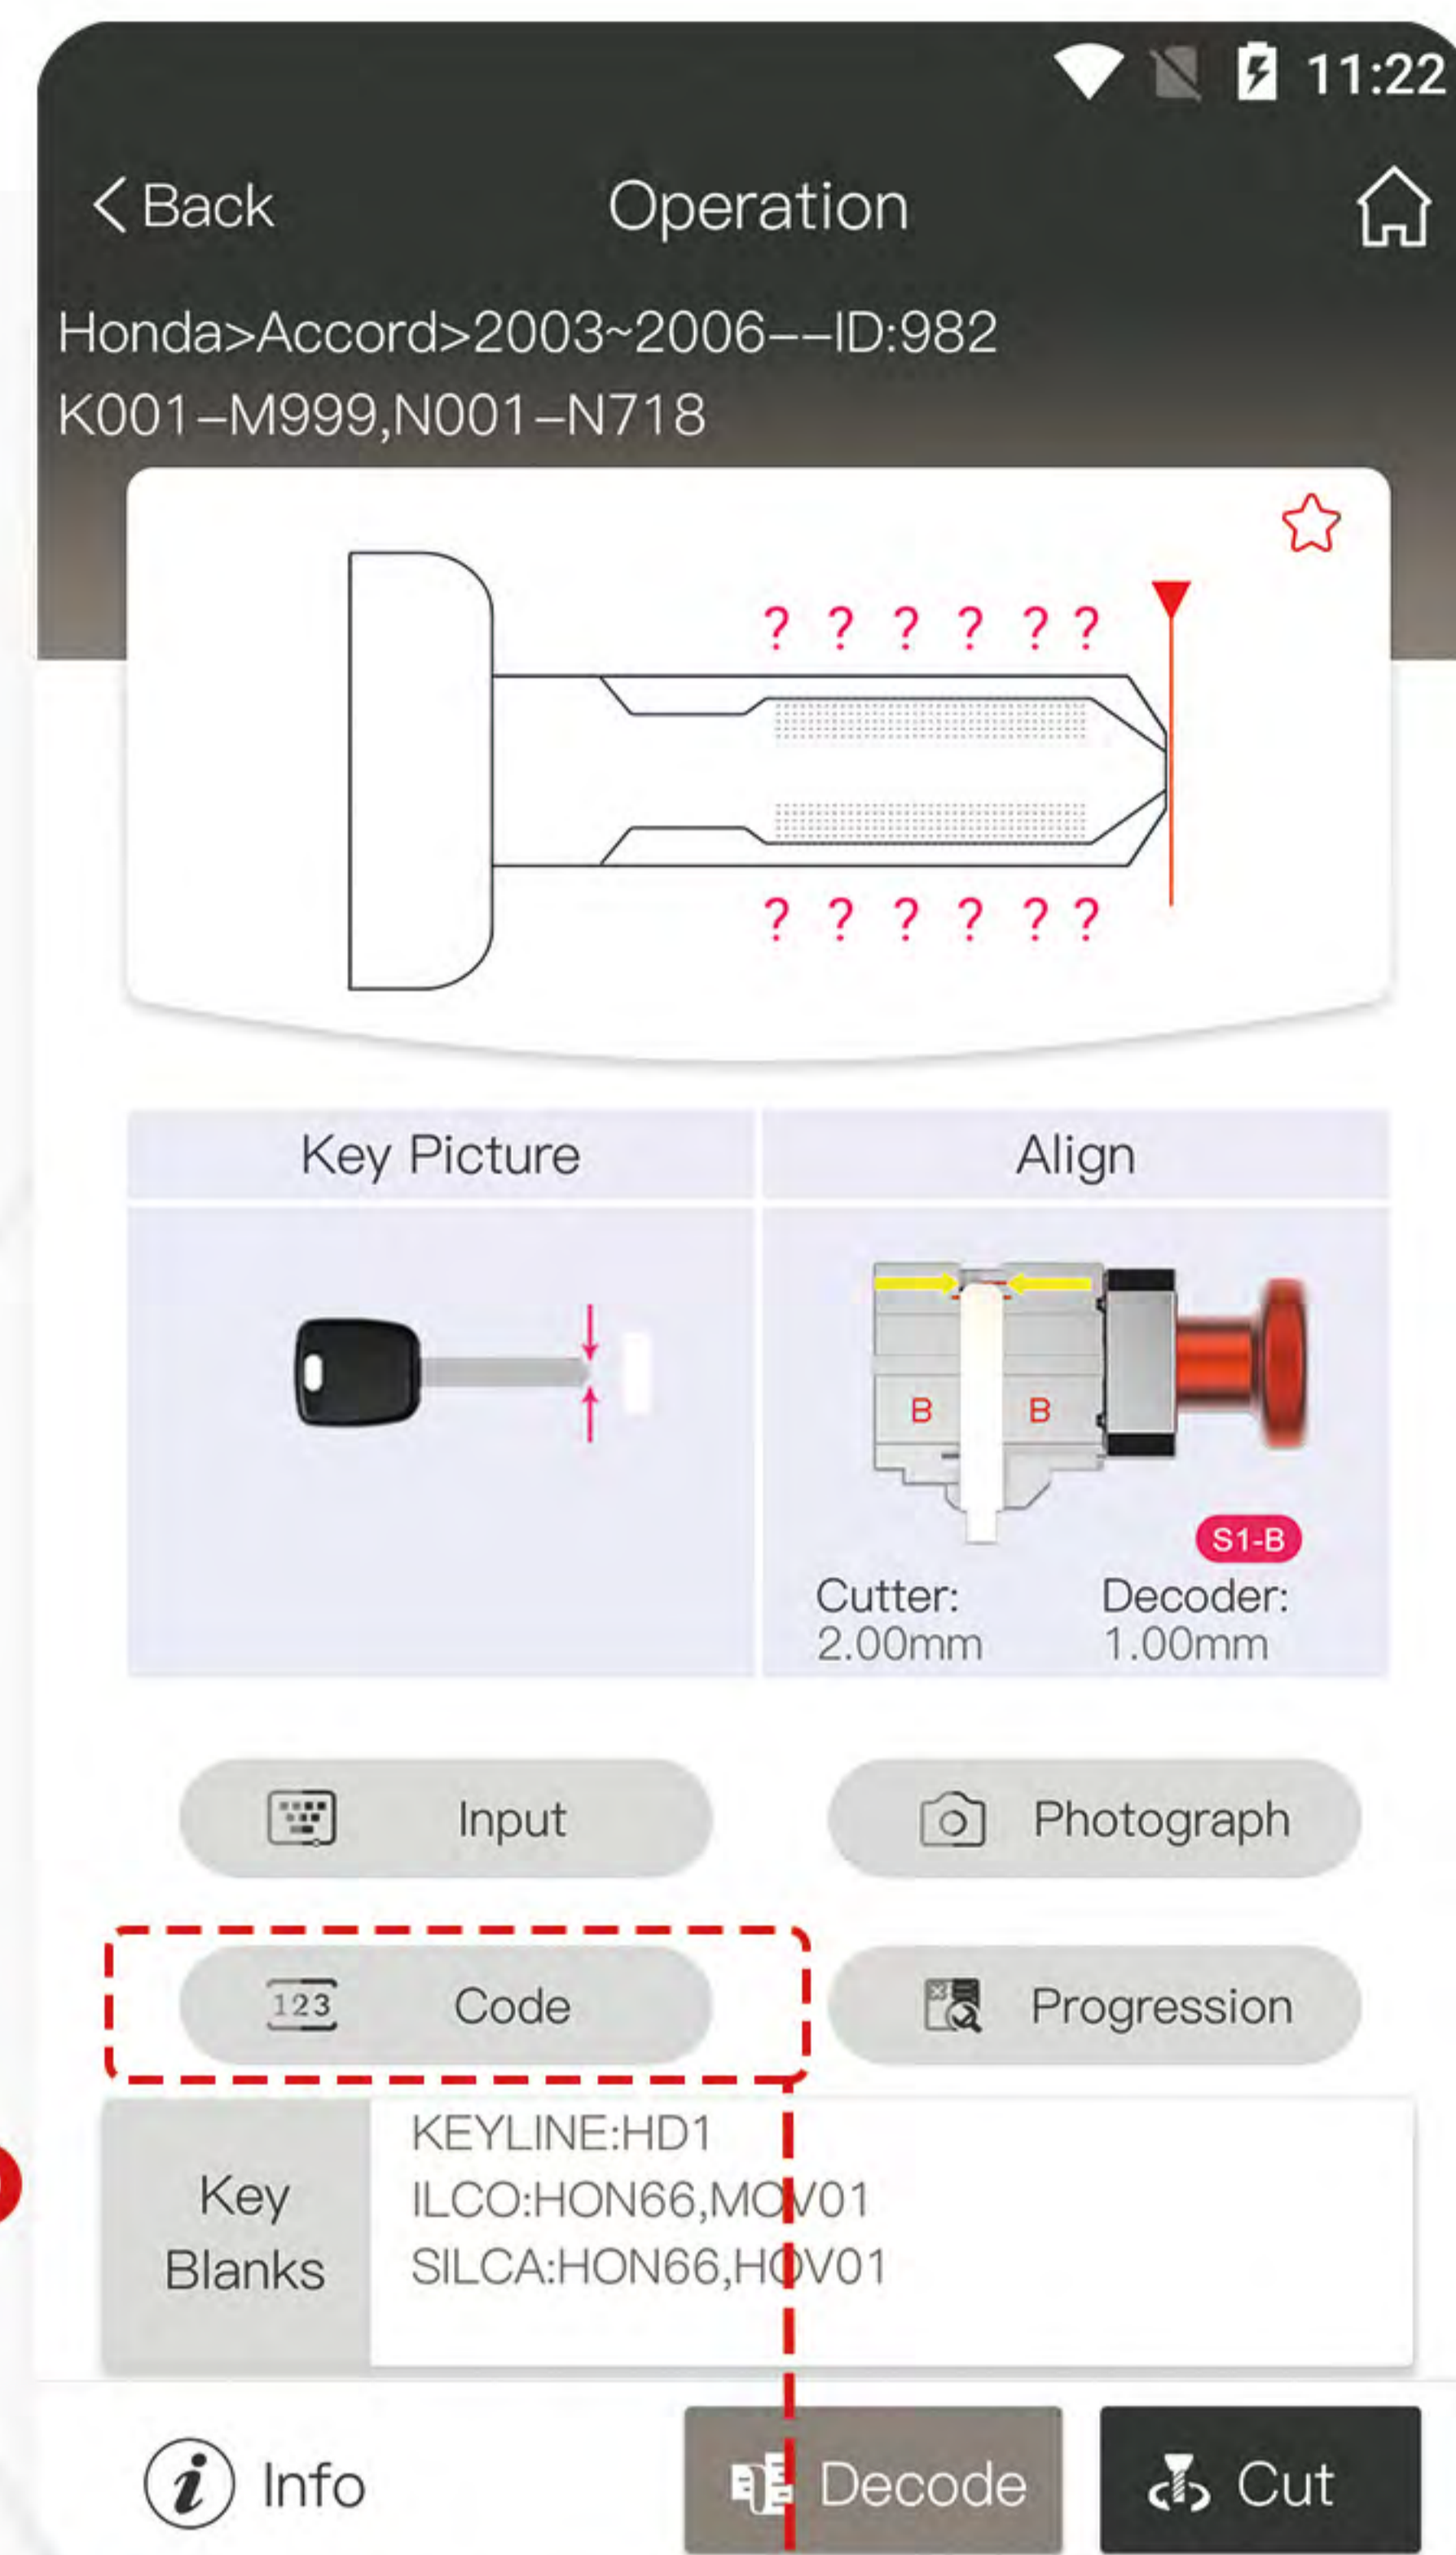 11:22
Back
Operation
Honda>Accord>2003~2006--ID:982
K001-M999,N001-N718
? ? ? ? ? ?
? ? ? ? ? ?
Key Picture
Align
B B
S1-B
Cutter: Decoder:
2.00mm 1.00mm
Input
Photograph
123 Code
Progression
Key
Blanks
KEYLINE:HD1
ILCO:HON66,MOV01
SILCA:HON66,HOV01
i Info
Decode
Cut